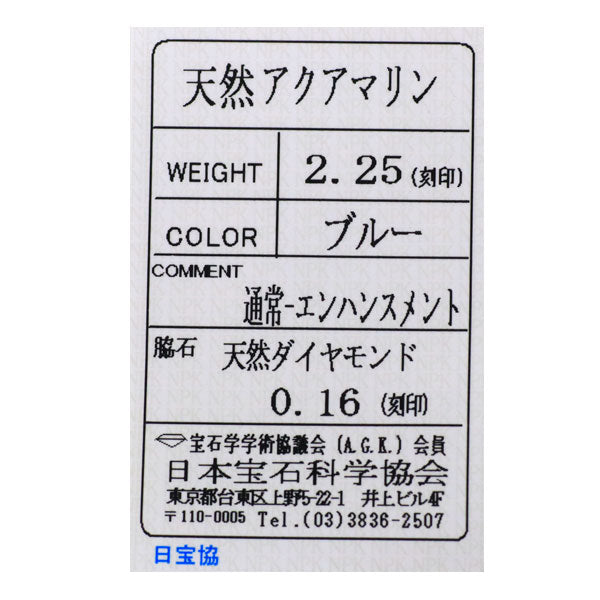 天然アクアマリン
WEIGHT 2.25 (刻印)
COLOR ブルー
COMMENT
通常-エンハンスメント
脇石 天然ダイヤモンド
0.16 (刻印)
宝石学学術協議会 (A.G.K.) 会員
日本宝石科学協会
東京都台東区上野5-22-1 井上ビル4F
〒110-0005 Tel.(03)3836-2507
日宝協